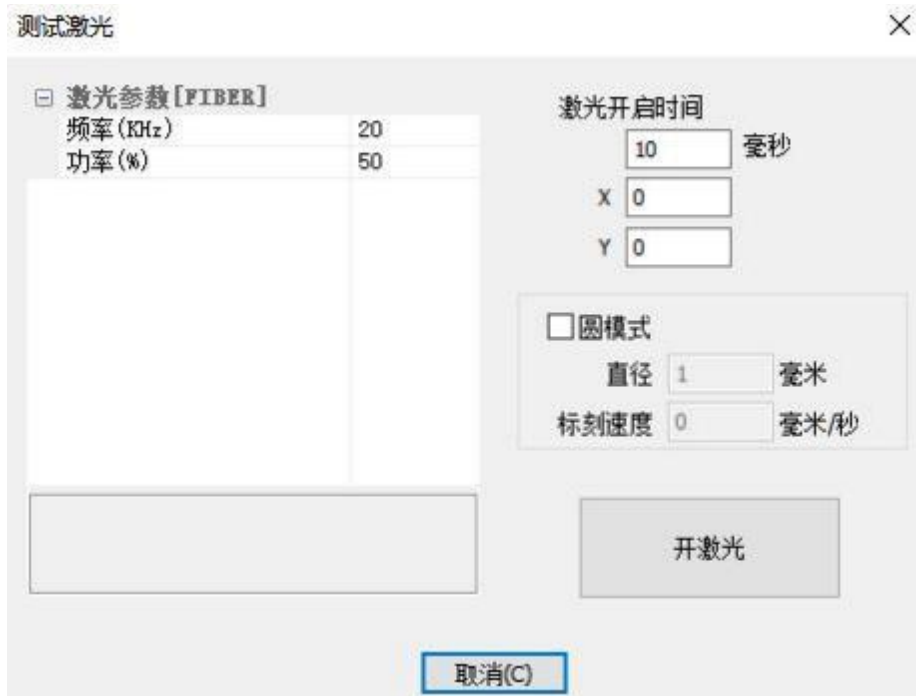 测试激光
激光参数[FIBER]
频率(KHz) 20
功率(%) 50
激光开启时间
10 毫秒
X 0
Y 0
圆模式
直径 1 毫米
标刻速度 0 毫米/秒
开激光
取消(C)